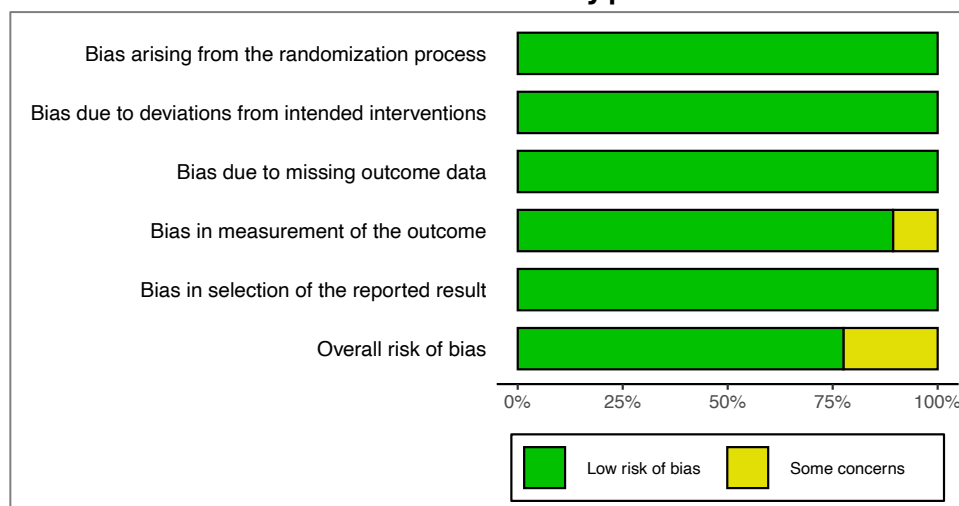 Bias arising from the randomization process
Bias due to deviations from intended interventions
Bias due to missing outcome data
Bias in measurement of the outcome
Bias in selection of the reported result
Overall risk of bias
0% 25% 50% 75% 100%
Low risk of bias Some concerns